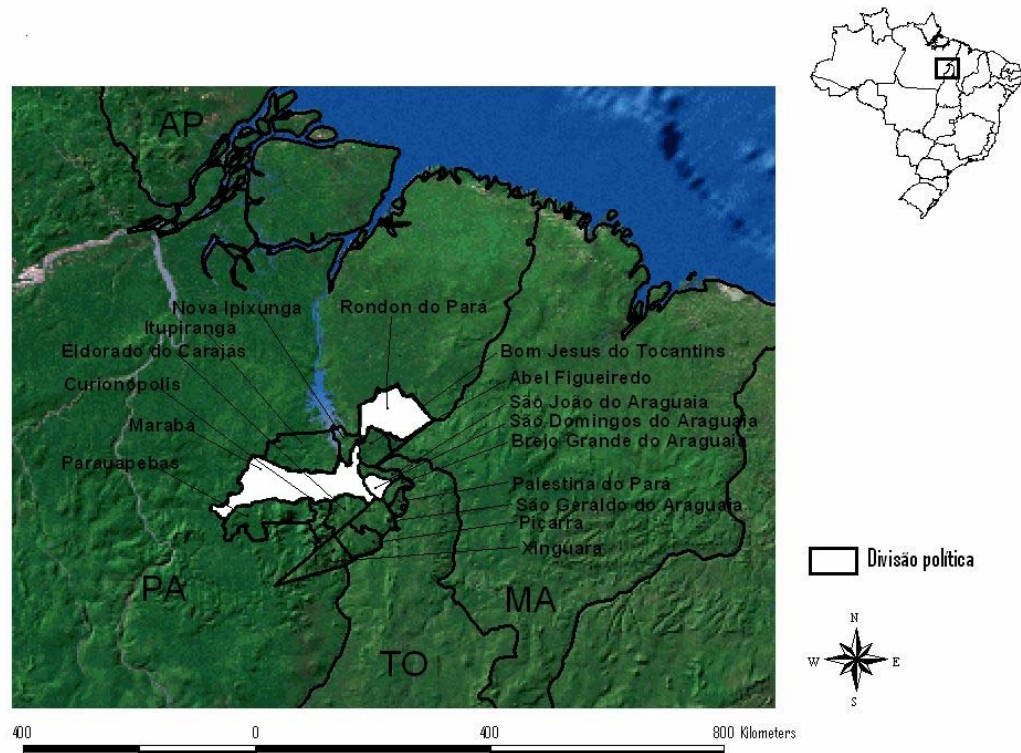 AP
Nova Ipixunga
Rondon do Pará
Itupiranga
Eldorado do Carajás
Bom Jesus do Tocantins
Curionópolis
Abel Figueiredo
São João do Araguaia
Marabá
São Domingos do Araguaia
Brejo Grande do Araguaia
Parauapebas
Palestina do Pará
São Geraldo do Araguaia
Piçarra
Xinguara
PA
MA
TO
Divisão política
N
W E
S
400 0 400 800 Kilometers